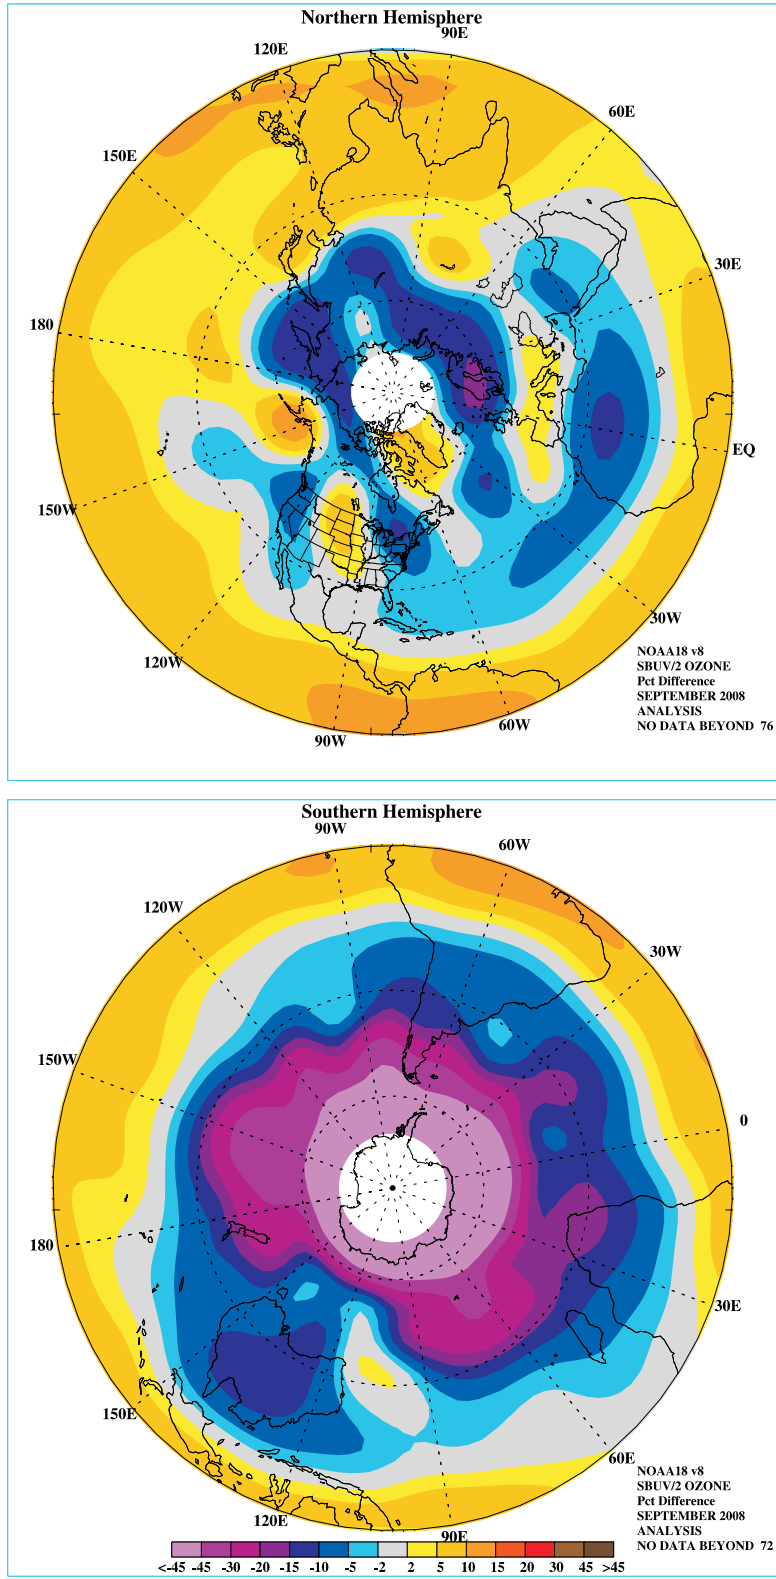 Northern Hemisphere
90E
120E
60E
150E
30E
180
EQ
150W
30W
120W
60W
90W
NOAA18 v8
SBUV/2 OZONE
Pct Difference
SEPTEMBER 2008
ANALYSIS
NO DATA BEYOND 76
Southern Hemisphere
90W
60W
120W
30W
150W
0
180
30E
150E
60E
120E
90E
NOAA18 v8
SBUV/2 OZONE
Pct Difference
SEPTEMBER 2008
ANALYSIS
NO DATA BEYOND 72
<-45 -45 -30 -20 -15 -10 -5 -2 2 5 10 15 20 30 45 >45